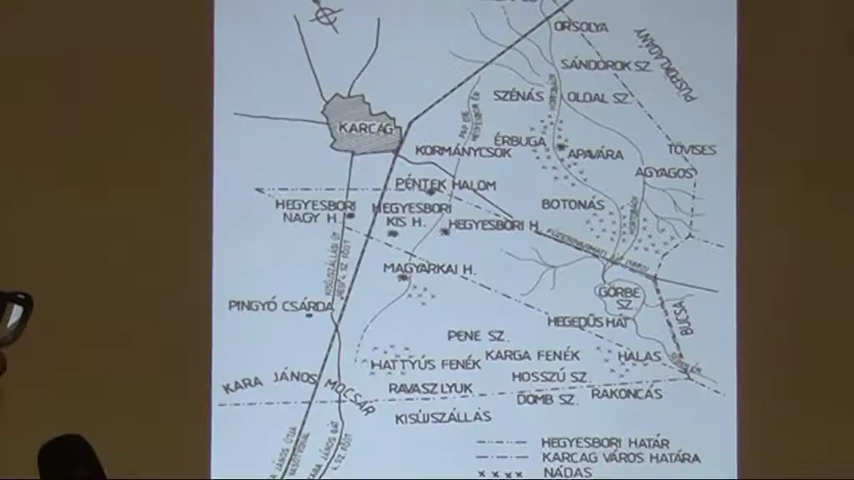 ORSOLYA
PÜSPÖKLADÁNY
SÁNDOROK SZ.
SZÉNÁS
OLDAL SZ.
KARCAG
ÉRBUGA
APAVÁRA
TÖVISES
KORMÁNYCSOK
AGYAGOS
PÉNTEK HALOM
HEGYESBORI
NAGY H.
HEGYESBORI
KIS H.
HEGYESBORI H.
BOTONÁS
MAGYARKAI H.
GÖRBE
SZ.
PINGYÓ CSÁRDA
HEGEDŰS HÁT
BUCSA
PENE SZ.
HATTYÚS FENÉK
KARGA FENÉK
HALAS
KARA JÁNOS MOCSÁR
RAVASZLYUK
HOSSZÚ SZ.
DOMB SZ.
RAKONCÁS
KISÚJSZÁLLÁS
HEGYESBORI HATÁR
KARCAG VÁROS HATÁRA
NÁDAS